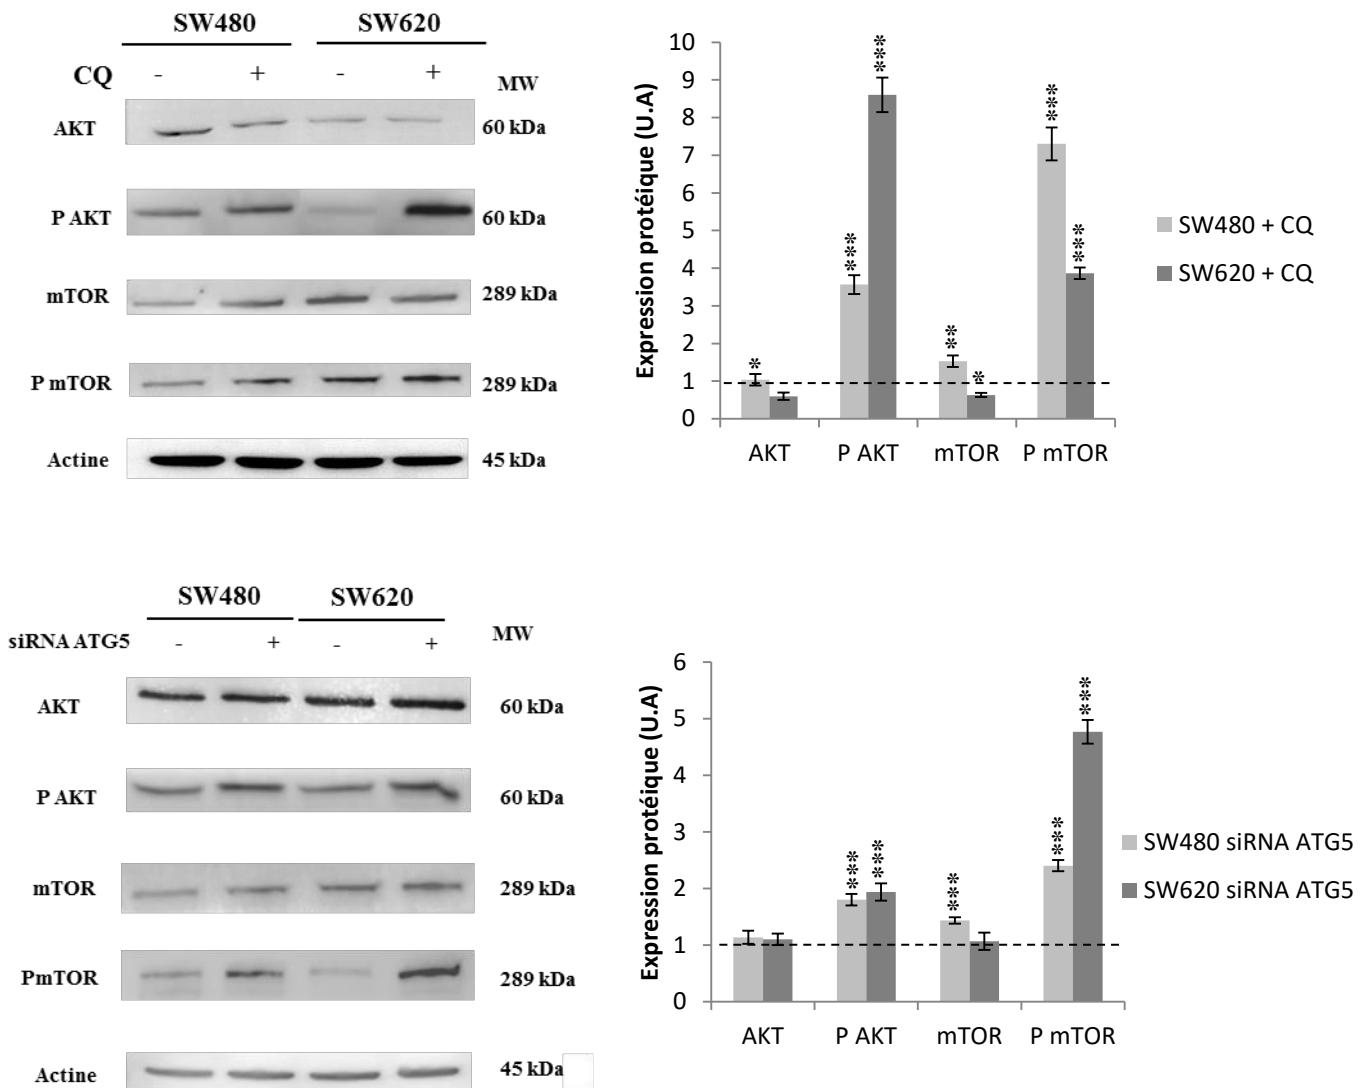 SW480 SW620
CQ - + - + MW
AKT 60 kDa
P AKT 60 kDa
mTOR 289 kDa
P mTOR 289 kDa
Actine 45 kDa
Expression protéique (U.A)
10
9
8
7
6
5
4
3
2
1
0
* *** *** ** * *** ***
AKT P AKT mTOR P mTOR
SW480 + CQ
SW620 + CQ
SW480 SW620
siRNA ATG5 - + - + MW
AKT 60 kDa
P AKT 60 kDa
mTOR 289 kDa
PmTOR 289 kDa
Actine 45 kDa
Expression protéique (U.A)
6
5
4
3
2
1
0
*** *** *** *** ***
AKT P AKT mTOR P mTOR
SW480 siRNA ATG5
SW620 siRNA ATG5